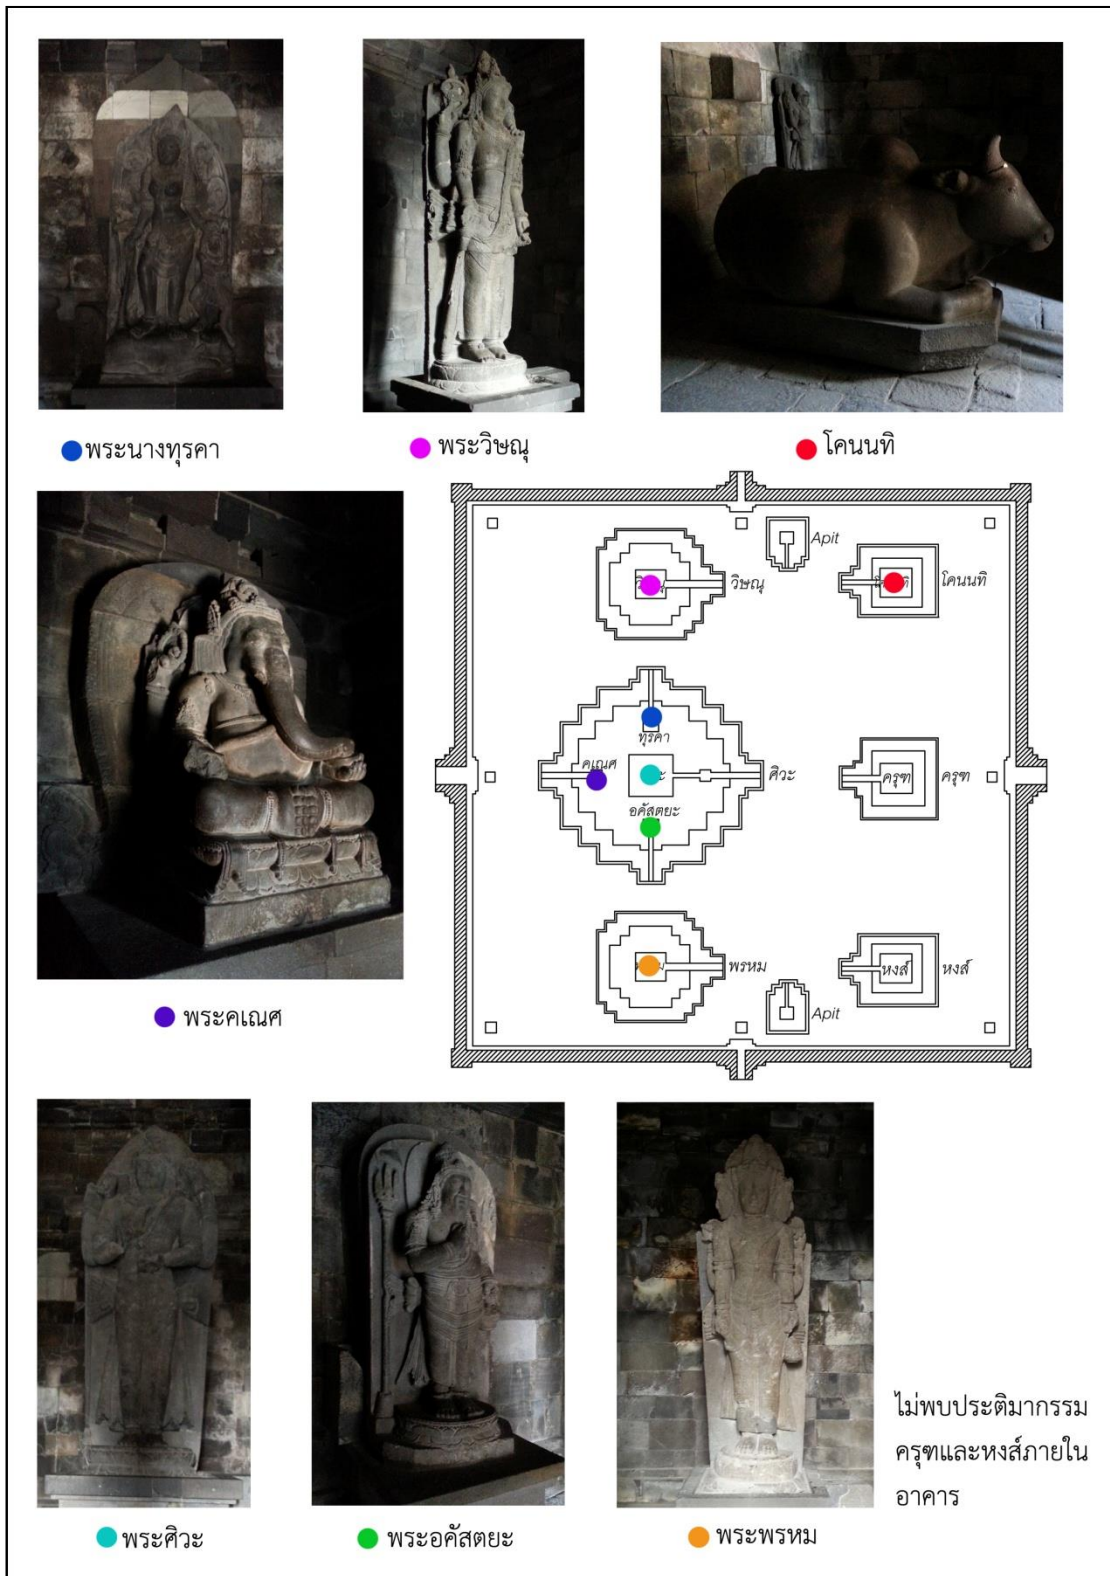 พระนางทุรคา
พระวิษณุ
โคนนทิ
Apit
วิษณุ
โคนนทิ
ทุรคา
คเณศ
ศิวะ
อคัสตยะ
ครุฑ
ครุฑ
พรหม
หงส์
หงส์
Apit
พระคเณศ
ไม่พบประติมากรรม
ครุฑและหงส์ภายใน
อาคาร
พระศิวะ
พระอคัสตยะ
พระพรหม